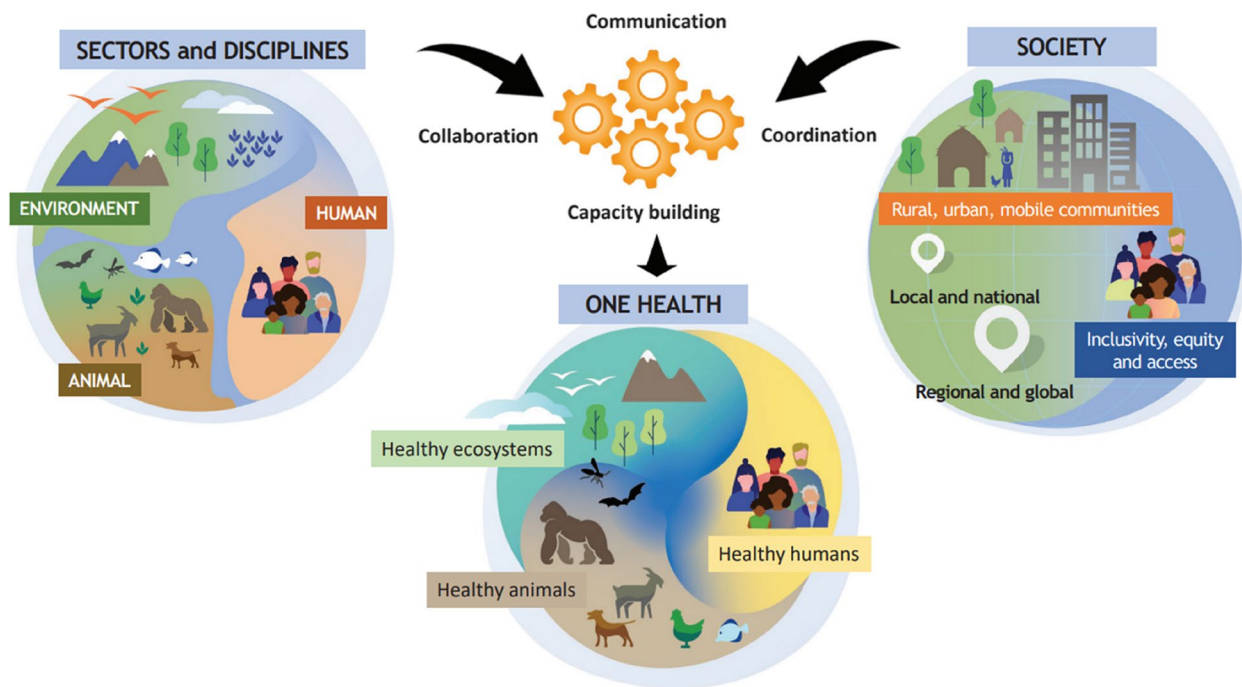 SECTORS and DISCIPLINES
ENVIRONMENT
HUMAN
ANIMAL
Communication
Collaboration
Coordination
Capacity building
SOCIETY
Rural, urban, mobile communities
Local and national
Regional and global
Inclusivity, equity
and access
ONE HEALTH
Healthy ecosystems
Healthy humans
Healthy animals